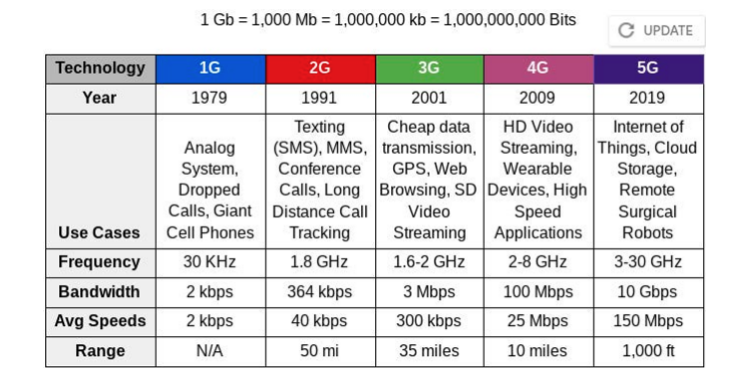 1 Gb = 1,000 Mb = 1,000,000 kb = 1,000,000,000 Bits
UPDATE
Technology 1G 2G 3G 4G 5G
Year 1979 1991 2001 2009 2019
Use Cases
Analog
System,
Dropped
Calls, Giant
Cell Phones
Texting
(SMS), MMS,
Conference
Calls, Long
Distance Call
Tracking
Cheap data
transmission,
GPS, Web
Browsing, SD
Video
Streaming
HD Video
Streaming,
Wearable
Devices, High
Speed
Applications
Internet of
Things, Cloud
Storage,
Remote
Surgical
Robots
Frequency 30 KHz 1.8 GHz 1.6-2 GHz 2-8 GHz 3-30 GHz
Bandwidth 2 kbps 364 kbps 3 Mbps 100 Mbps 10 Gbps
Avg Speeds 2 kbps 40 kbps 300 kbps 25 Mbps 150 Mbps
Range N/A 50 mi 35 miles 10 miles 1,000 ft